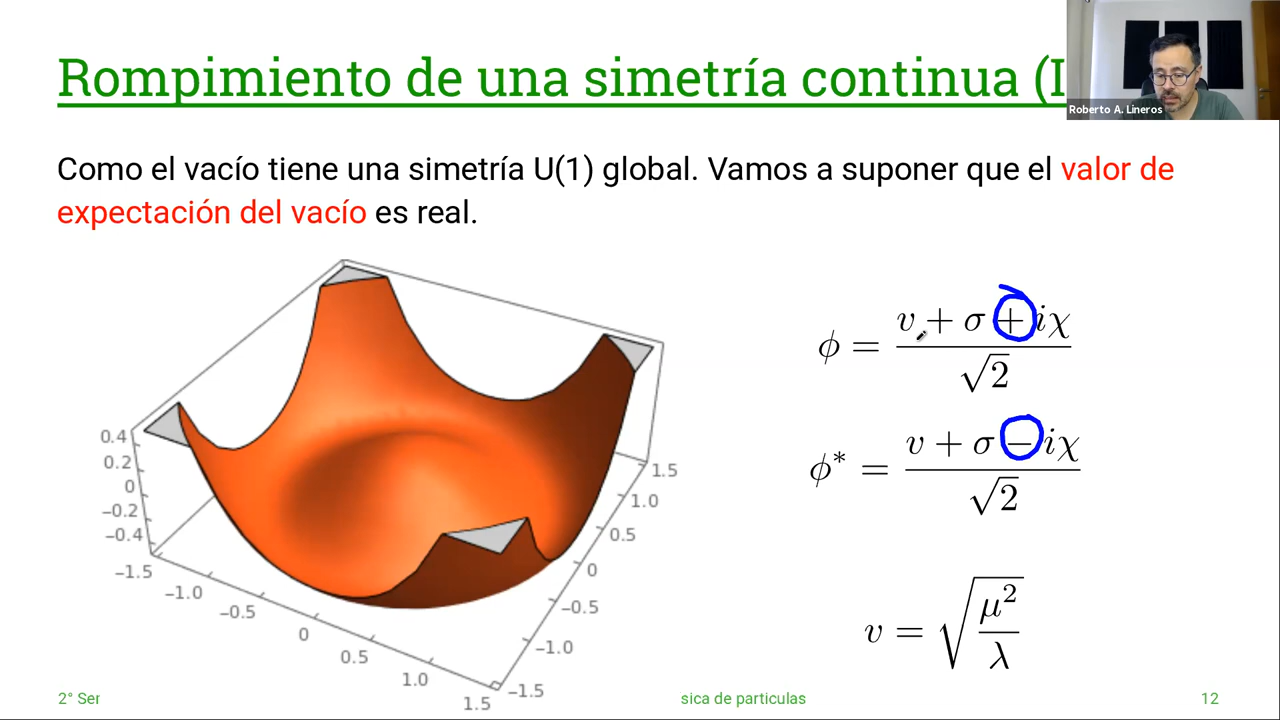 Rompimiento de una simetría continua (I
Roberto A. Lineros
Como el vacío tiene una simetría U(1) global. Vamos a suponer que el valor de
expectación del vacío es real.
0.4
0.2
0
−0.2
−0.4
−1.5
−1.0
−0.5
0
0.5
1.0
1.5
1.5
1.0
0.5
0
−0.5
−1.0
−1.5
ϕ = (v + σ + iχ)/√2
ϕ* = (v + σ − iχ)/√2
v = √(μ²/λ)
2° Ser
sica de particulas
12